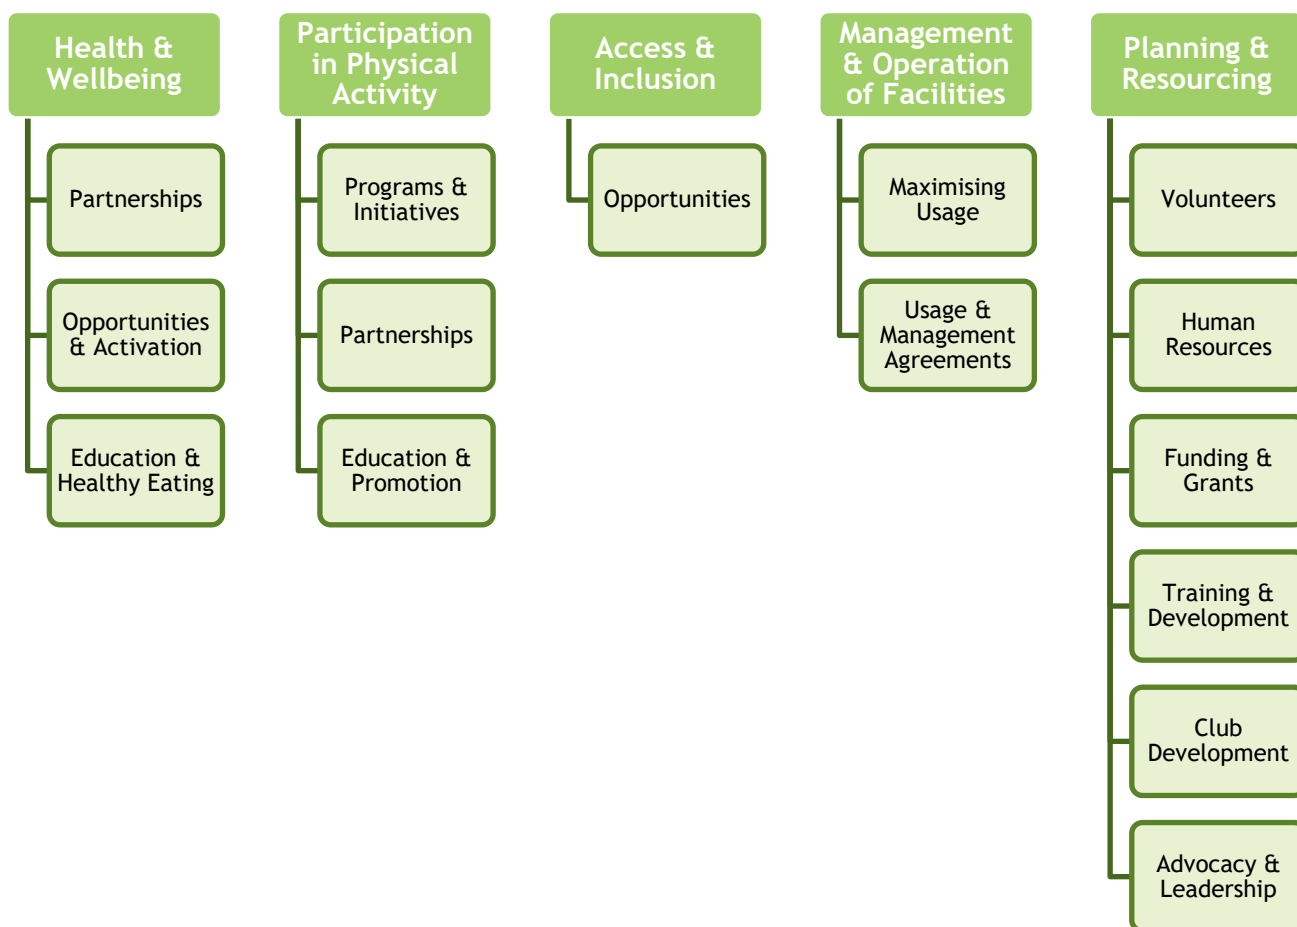 Health &
Wellbeing
Partnerships
Opportunities
& Activation
Education &
Healthy Eating
Participation
in Physical
Activity
Programs &
Initiatives
Partnerships
Education &
Promotion
Access &
Inclusion
Opportunities
Management
& Operation
of Facilities
Maximising
Usage
Usage &
Management
Agreements
Planning &
Resourcing
Volunteers
Human
Resources
Funding &
Grants
Training &
Development
Club
Development
Advocacy &
Leadership